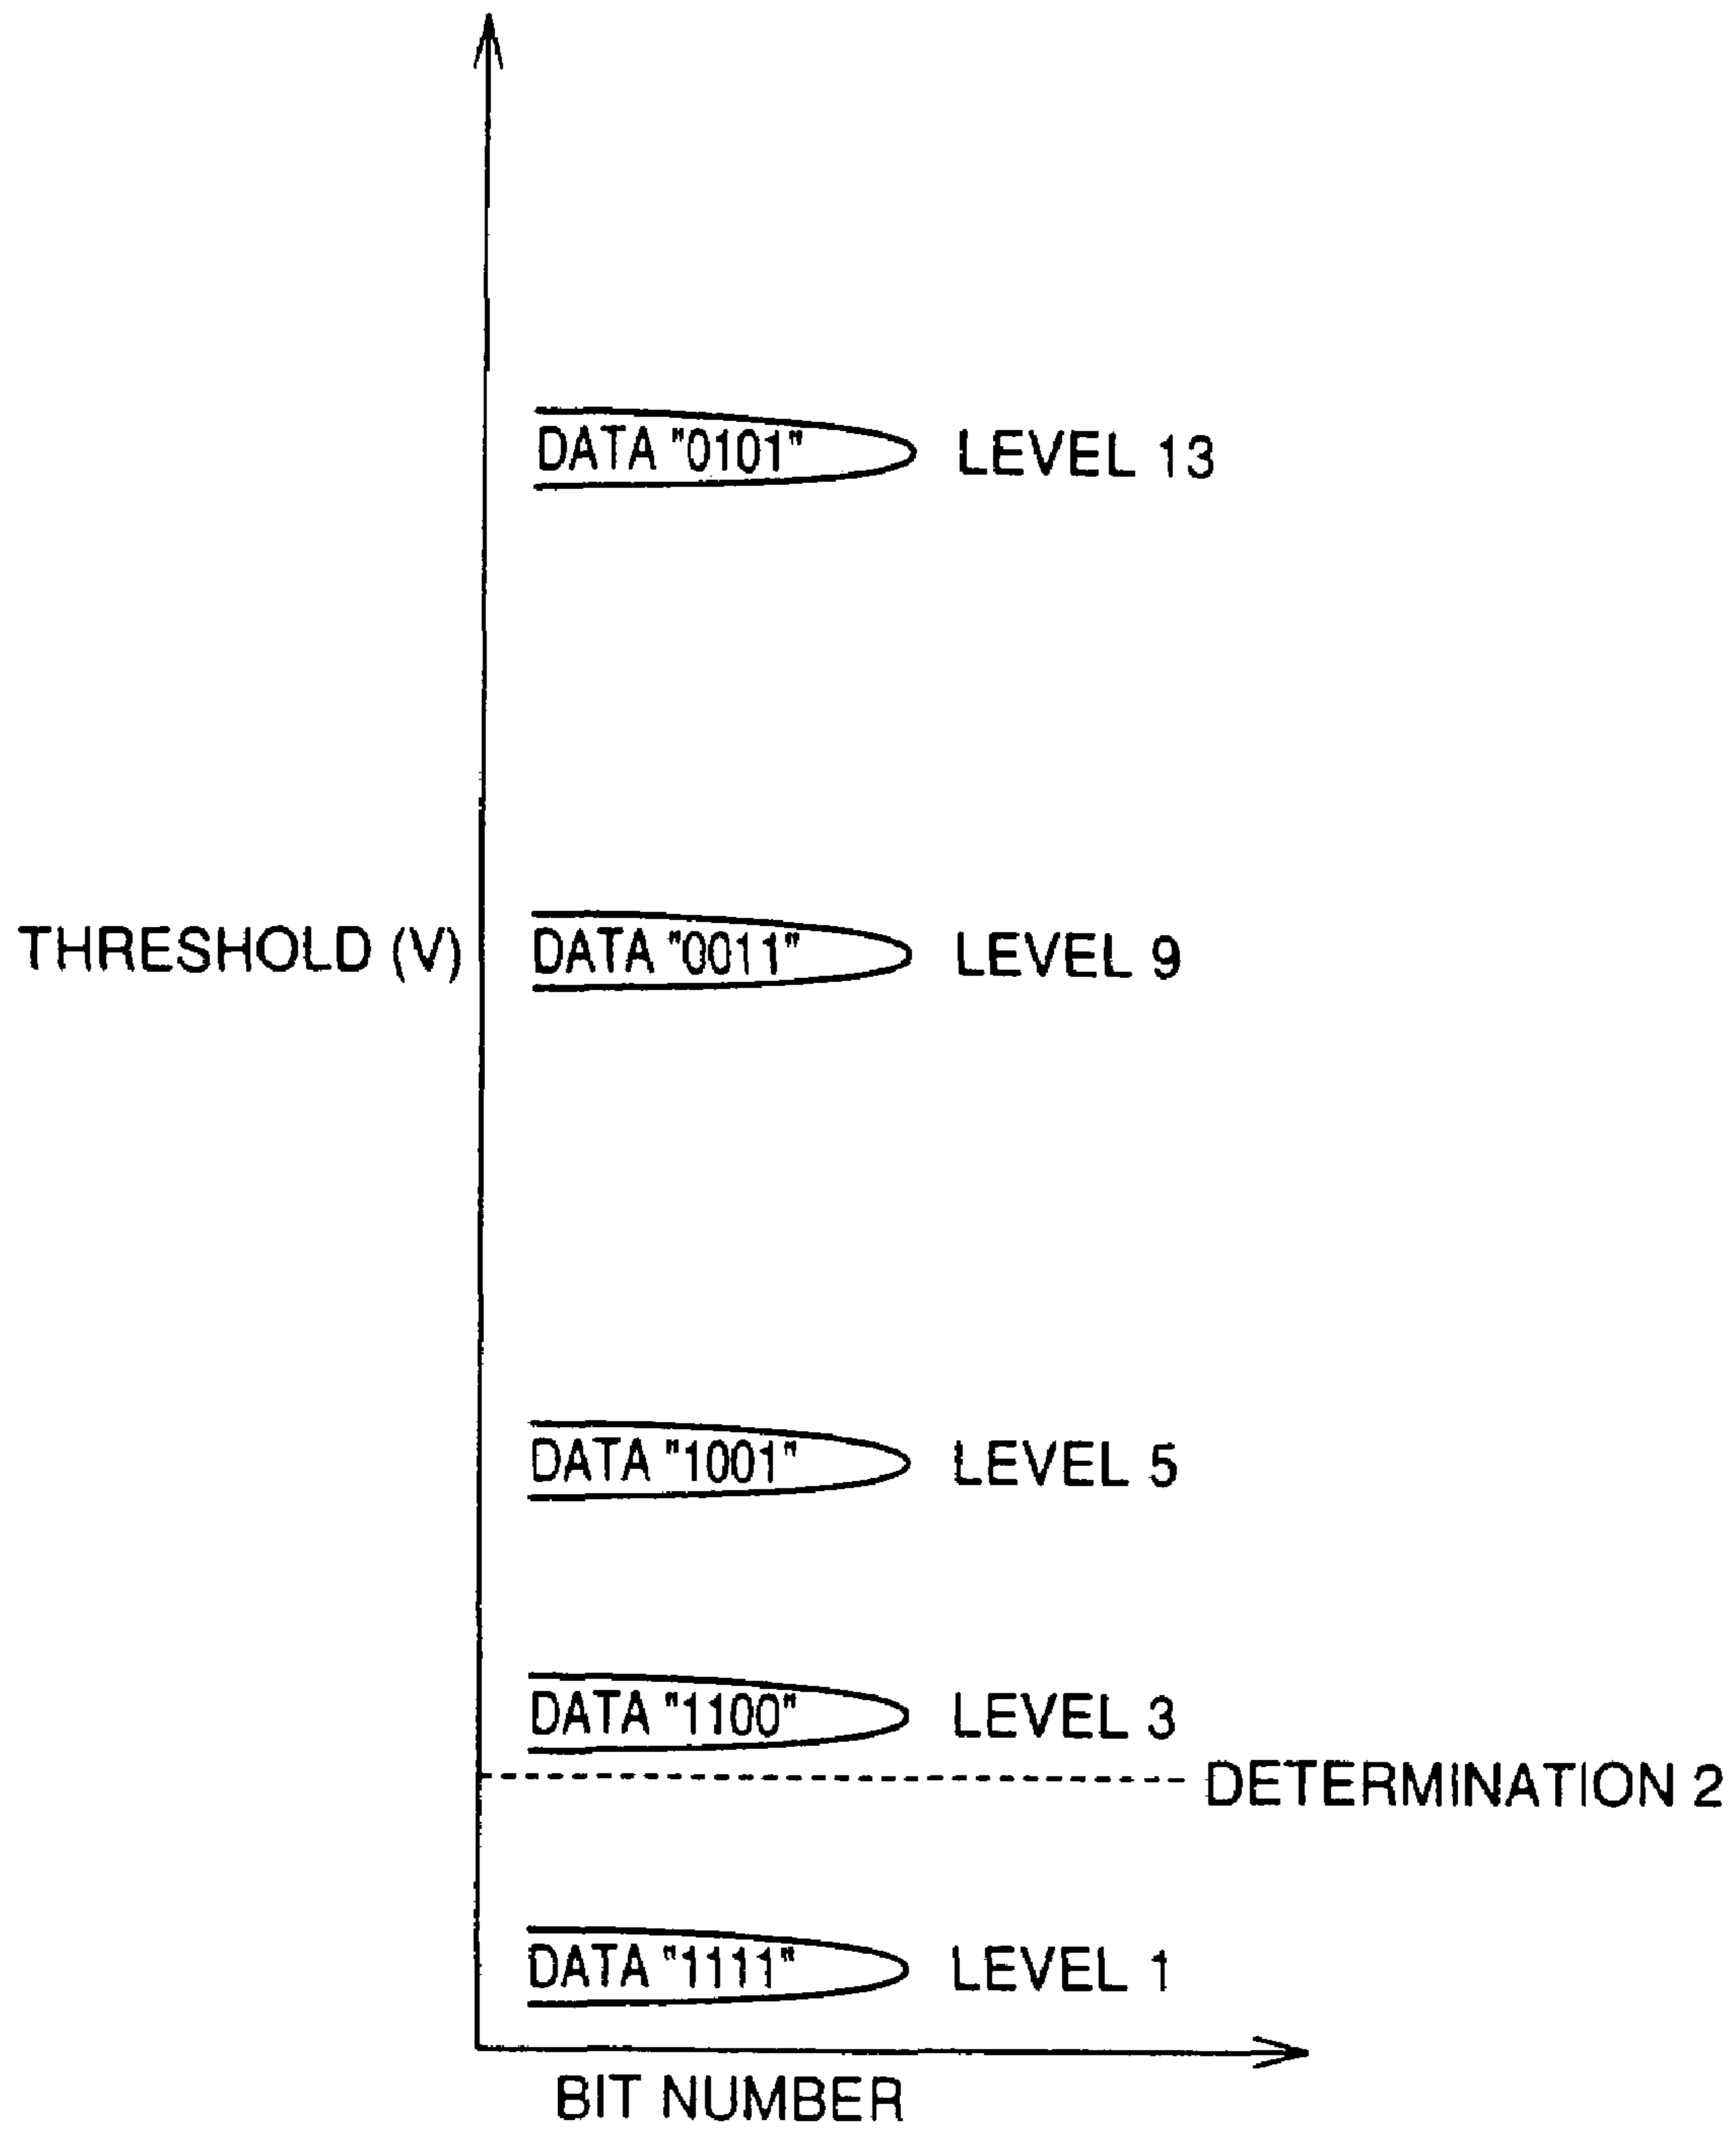 DATA "0101" LEVEL 13
THRESHOLD (V) DATA "0011" LEVEL 9
DATA "1001" LEVEL 5
DATA "1100" LEVEL 3
DETERMINATION 2
DATA "1111" LEVEL 1
BIT NUMBER